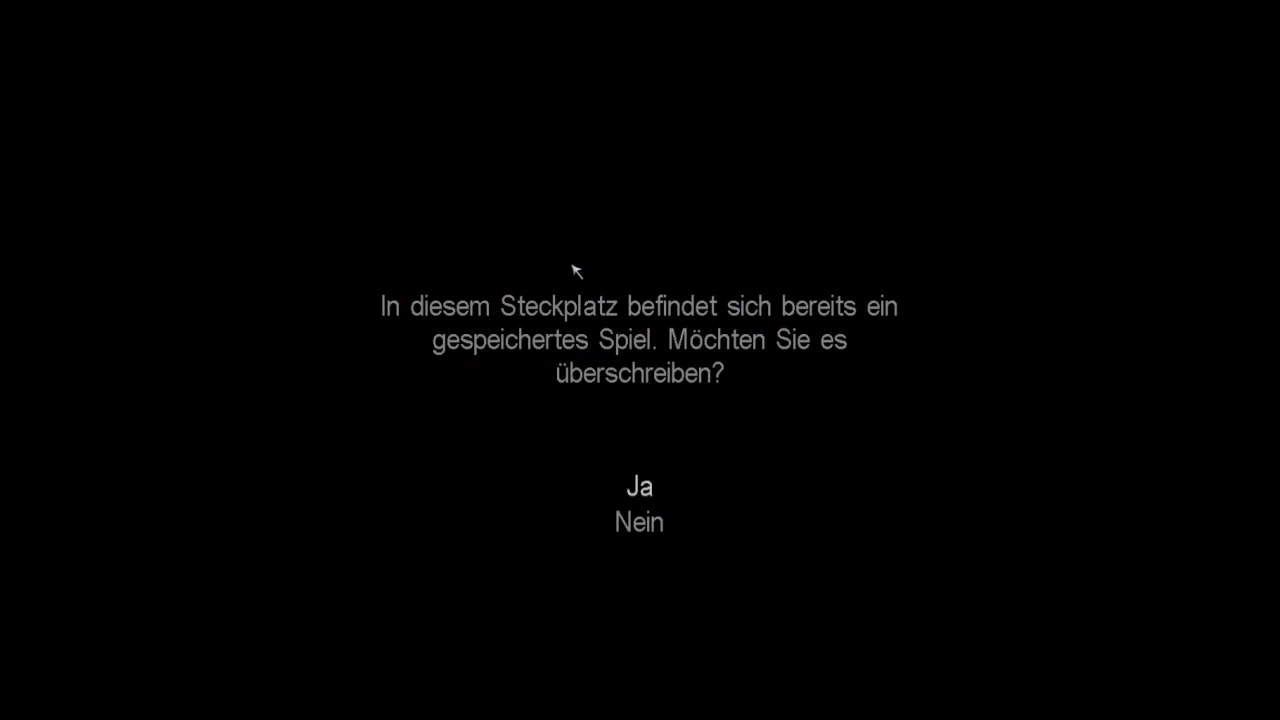 In diesem Steckplatz befindet sich bereits ein
gespeichertes Spiel. Möchten Sie es
überschreiben?
Ja
Nein